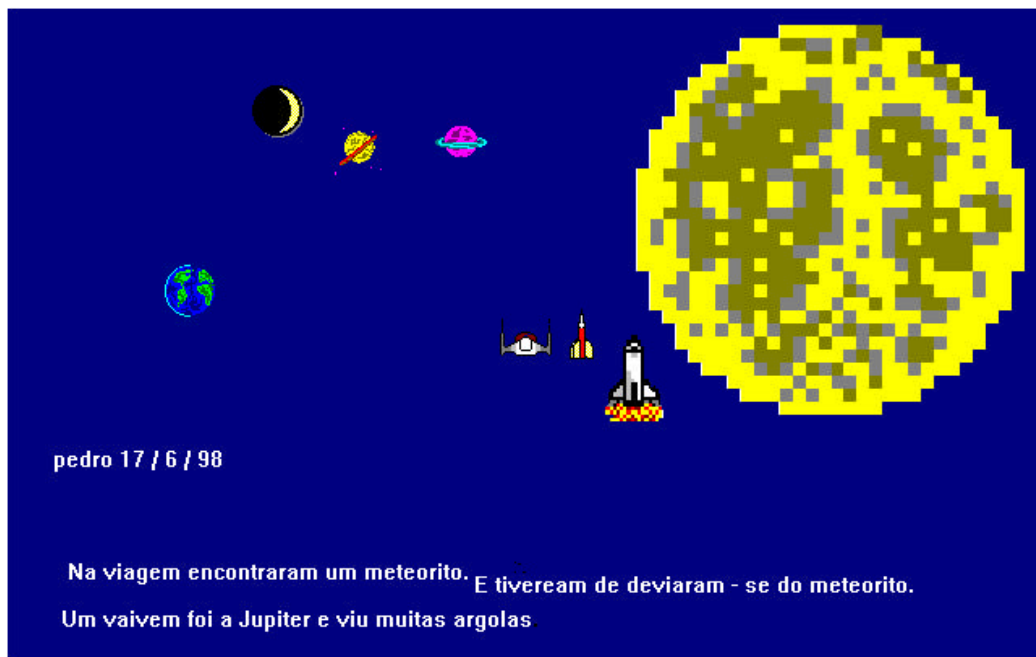 pedro 17 / 6 / 98
Na viagem encontraram um meteorito. E tiveream de deviaram - se do meteorito.
Um vaivem foi a Jupiter e viu muitas argolas.